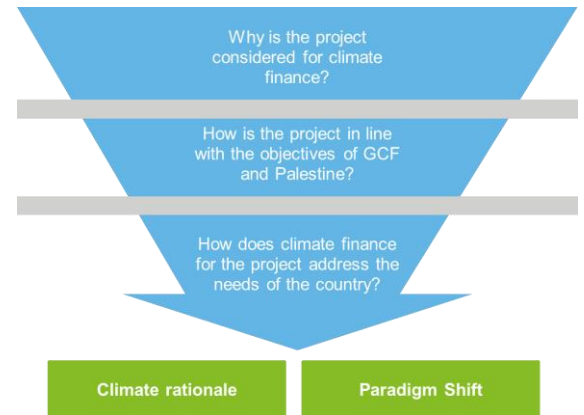 Why is the project
considered for climate
finance?
How is the project in line
with the objectives of GCF
and Palestine?
How does climate finance
for the project address the
needs of the country?
Climate rationale
Paradigm Shift